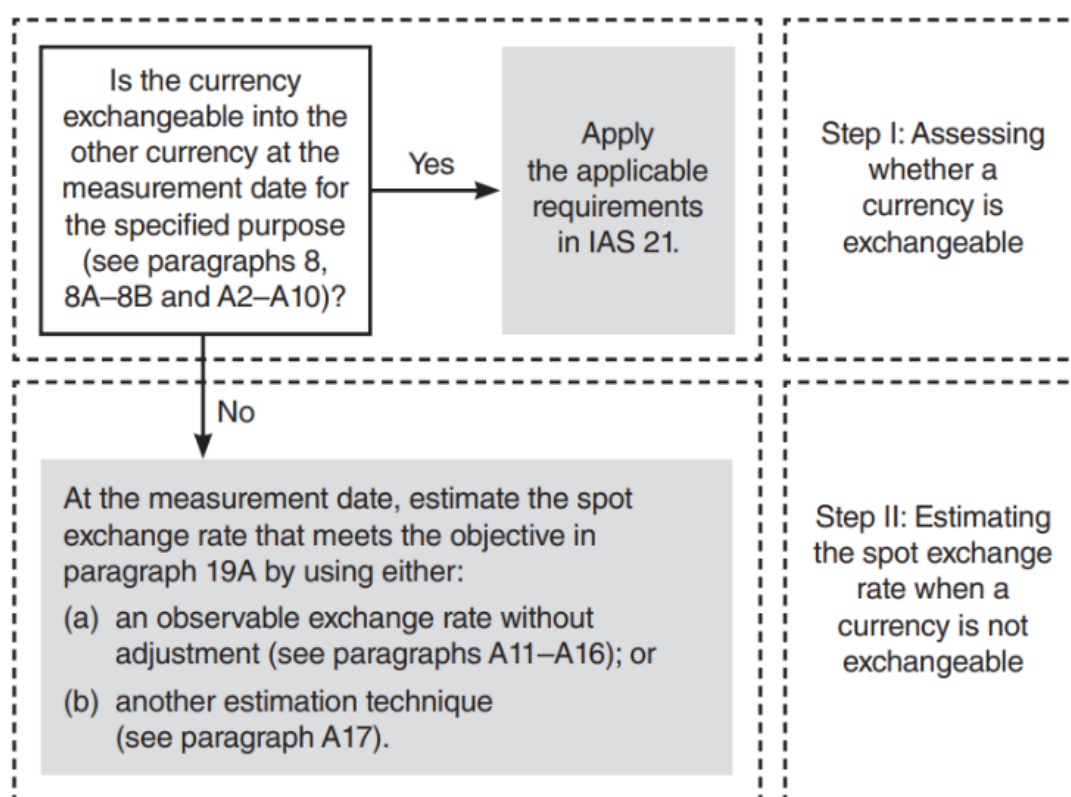 Is the currency
exchangeable into the
other currency at the
measurement date for
the specified purpose
(see paragraphs 8,
8A–8B and A2–A10)?
Yes
Apply
the applicable
requirements
in IAS 21.
Step I: Assessing
whether a
currency is
exchangeable
No
At the measurement date, estimate the spot
exchange rate that meets the objective in
paragraph 19A by using either:
(a) an observable exchange rate without
adjustment (see paragraphs A11–A16); or
(b) another estimation technique
(see paragraph A17).
Step II: Estimating
the spot exchange
rate when a
currency is not
exchangeable